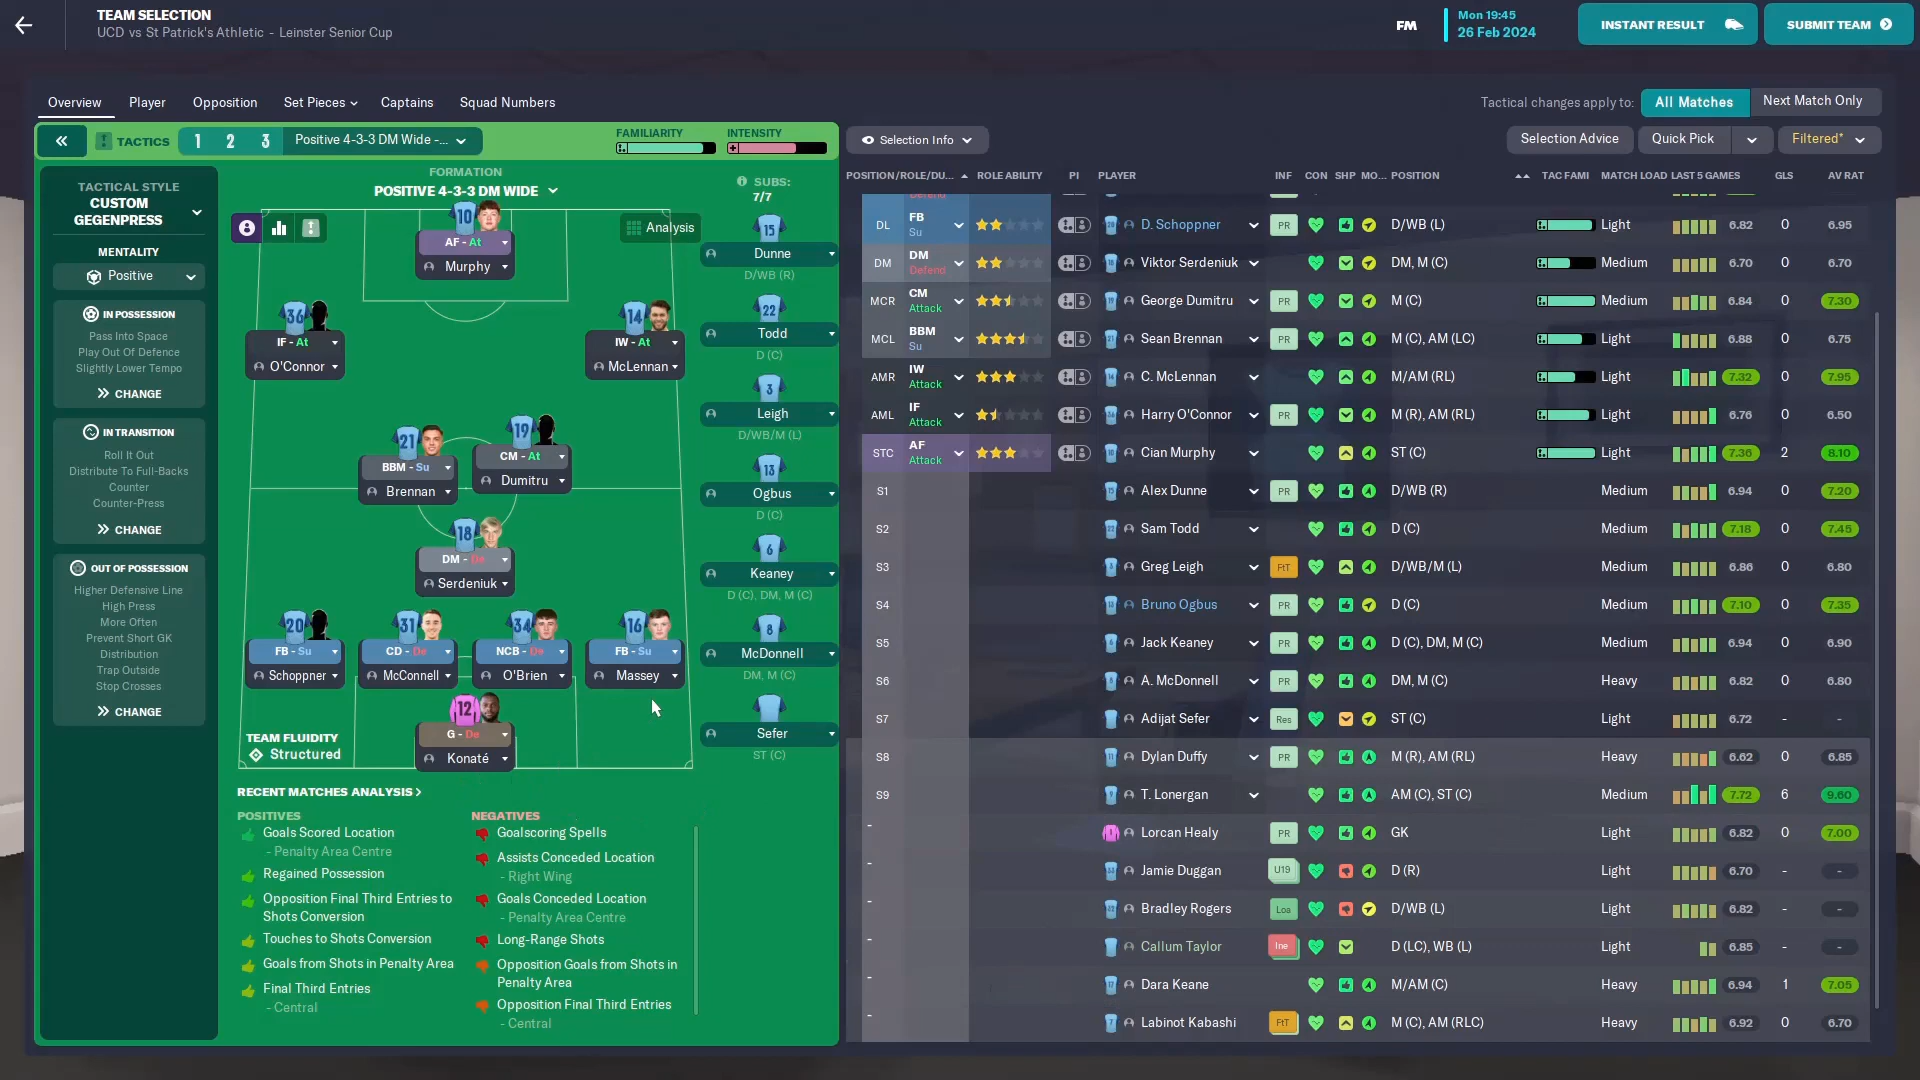 TEAM SELECTION
UCD vs St Patrick's Athletic - Leinster Senior Cup
FM
Mon 19:45
26 Feb 2024
INSTANT RESULT
SUBMIT TEAM
Overview
Player
Opposition
Set Pieces
Captains
Squad Numbers
Tactical changes apply to:
All Matches
Next Match Only
TACTICS
1 2 3
Positive 4-3-3 DM Wide -...
FAMILIARITY
INTENSITY
Selection Info
Selection Advice
Quick Pick
Filtered*
TACTICAL STYLE
CUSTOM
GEGENPRESS
MENTALITY
Positive
IN POSSESSION
Pass Into Space
Play Out Of Defence
Slightly Lower Tempo
CHANGE
IN TRANSITION
Roll It Out
Distribute To Full-Backs
Counter
Counter-Press
CHANGE
OUT OF POSSESSION
Higher Defensive Line
High Press
More Often
Prevent Short GK
Distribution
Trap Outside
Stop Crosses
CHANGE
FORMATION
POSITIVE 4-3-3 DM WIDE
Analysis
10
AF - At
Murphy
36
IF - At
O'Connor
14
IW - At
McLennan
21
BBM - Su
Brennan
19
CM - At
Dumitru
18
DM - De
Serdeniuk
20
FB - Su
Schoppner
31
CD - De
McConnell
34
NCB - De
O'Brien
16
FB - Su
Massey
12
G - De
Konaté
TEAM FLUIDITY
Structured
SUBS:
7/7
15
Dunne
D/WB (R)
22
Todd
D (C)
3
Leigh
D/WB/M (L)
13
Ogbus
D (C)
6
Keaney
D (C), DM, M (C)
8
McDonnell
DM, M (C)
Sefer
ST (C)
RECENT MATCHES ANALYSIS
POSITIVES
Goals Scored Location
- Penalty Area Centre
Regained Possession
Opposition Final Third Entries to
Shots Conversion
Touches to Shots Conversion
Goals from Shots in Penalty Area
Final Third Entries
- Central
NEGATIVES
Goalscoring Spells
Assists Conceded Location
- Right Wing
Goals Conceded Location
- Penalty Area Centre
Long-Range Shots
Opposition Goals from Shots in
Penalty Area
Opposition Final Third Entries
- Central
POSITION/ROLE/DU... ROLE ABILITY PI PLAYER INF CON SHP MO... POSITION TAC FAMI MATCH LOAD LAST 5 GAMES GLS AV RAT
Defend
DL FB Su D. Schoppner PR D/WB (L) Light 6.82 0 6.95
DM DM Defend Viktor Serdeniuk DM, M (C) Medium 6.70 0 6.70
MCR CM Attack George Dumitru PR M (C) Medium 6.84 0 7.30
MCL BBM Su Sean Brennan PR M (C), AM (LC) Light 6.88 0 6.75
AMR IW Attack C. McLennan M/AM (RL) Light 7.32 0 7.95
AML IF Attack Harry O'Connor PR M (R), AM (RL) Light 6.76 0 6.50
STC AF Attack Cian Murphy ST (C) Light 7.36 2 8.10
S1 Alex Dunne PR D/WB (R) Medium 6.94 0 7.20
S2 Sam Todd D (C) Medium 7.18 0 7.45
S3 Greg Leigh FtT D/WB/M (L) Medium 6.86 0 6.80
S4 Bruno Ogbus PR D (C) Medium 7.10 0 7.35
S5 Jack Keaney PR D (C), DM, M (C) Medium 6.94 0 6.90
S6 A. McDonnell PR DM, M (C) Heavy 6.82 0 6.80
S7 Adijat Sefer Res ST (C) Light 6.72 - -
S8 Dylan Duffy PR M (R), AM (RL) Heavy 6.62 0 6.85
S9 T. Lonergan AM (C), ST (C) Medium 7.72 6 9.60
- Lorcan Healy PR GK Light 6.82 0 7.00
- Jamie Duggan U19 D (R) Light 6.70 - -
- Bradley Rogers Loa D/WB (L) Light 6.82 - -
- Callum Taylor Ine D (LC), WB (L) Light 6.85 - -
- Dara Keane M/AM (C) Heavy 6.94 1 7.05
- Labinot Kabashi FtT M (C), AM (RLC) Heavy 6.92 0 6.70